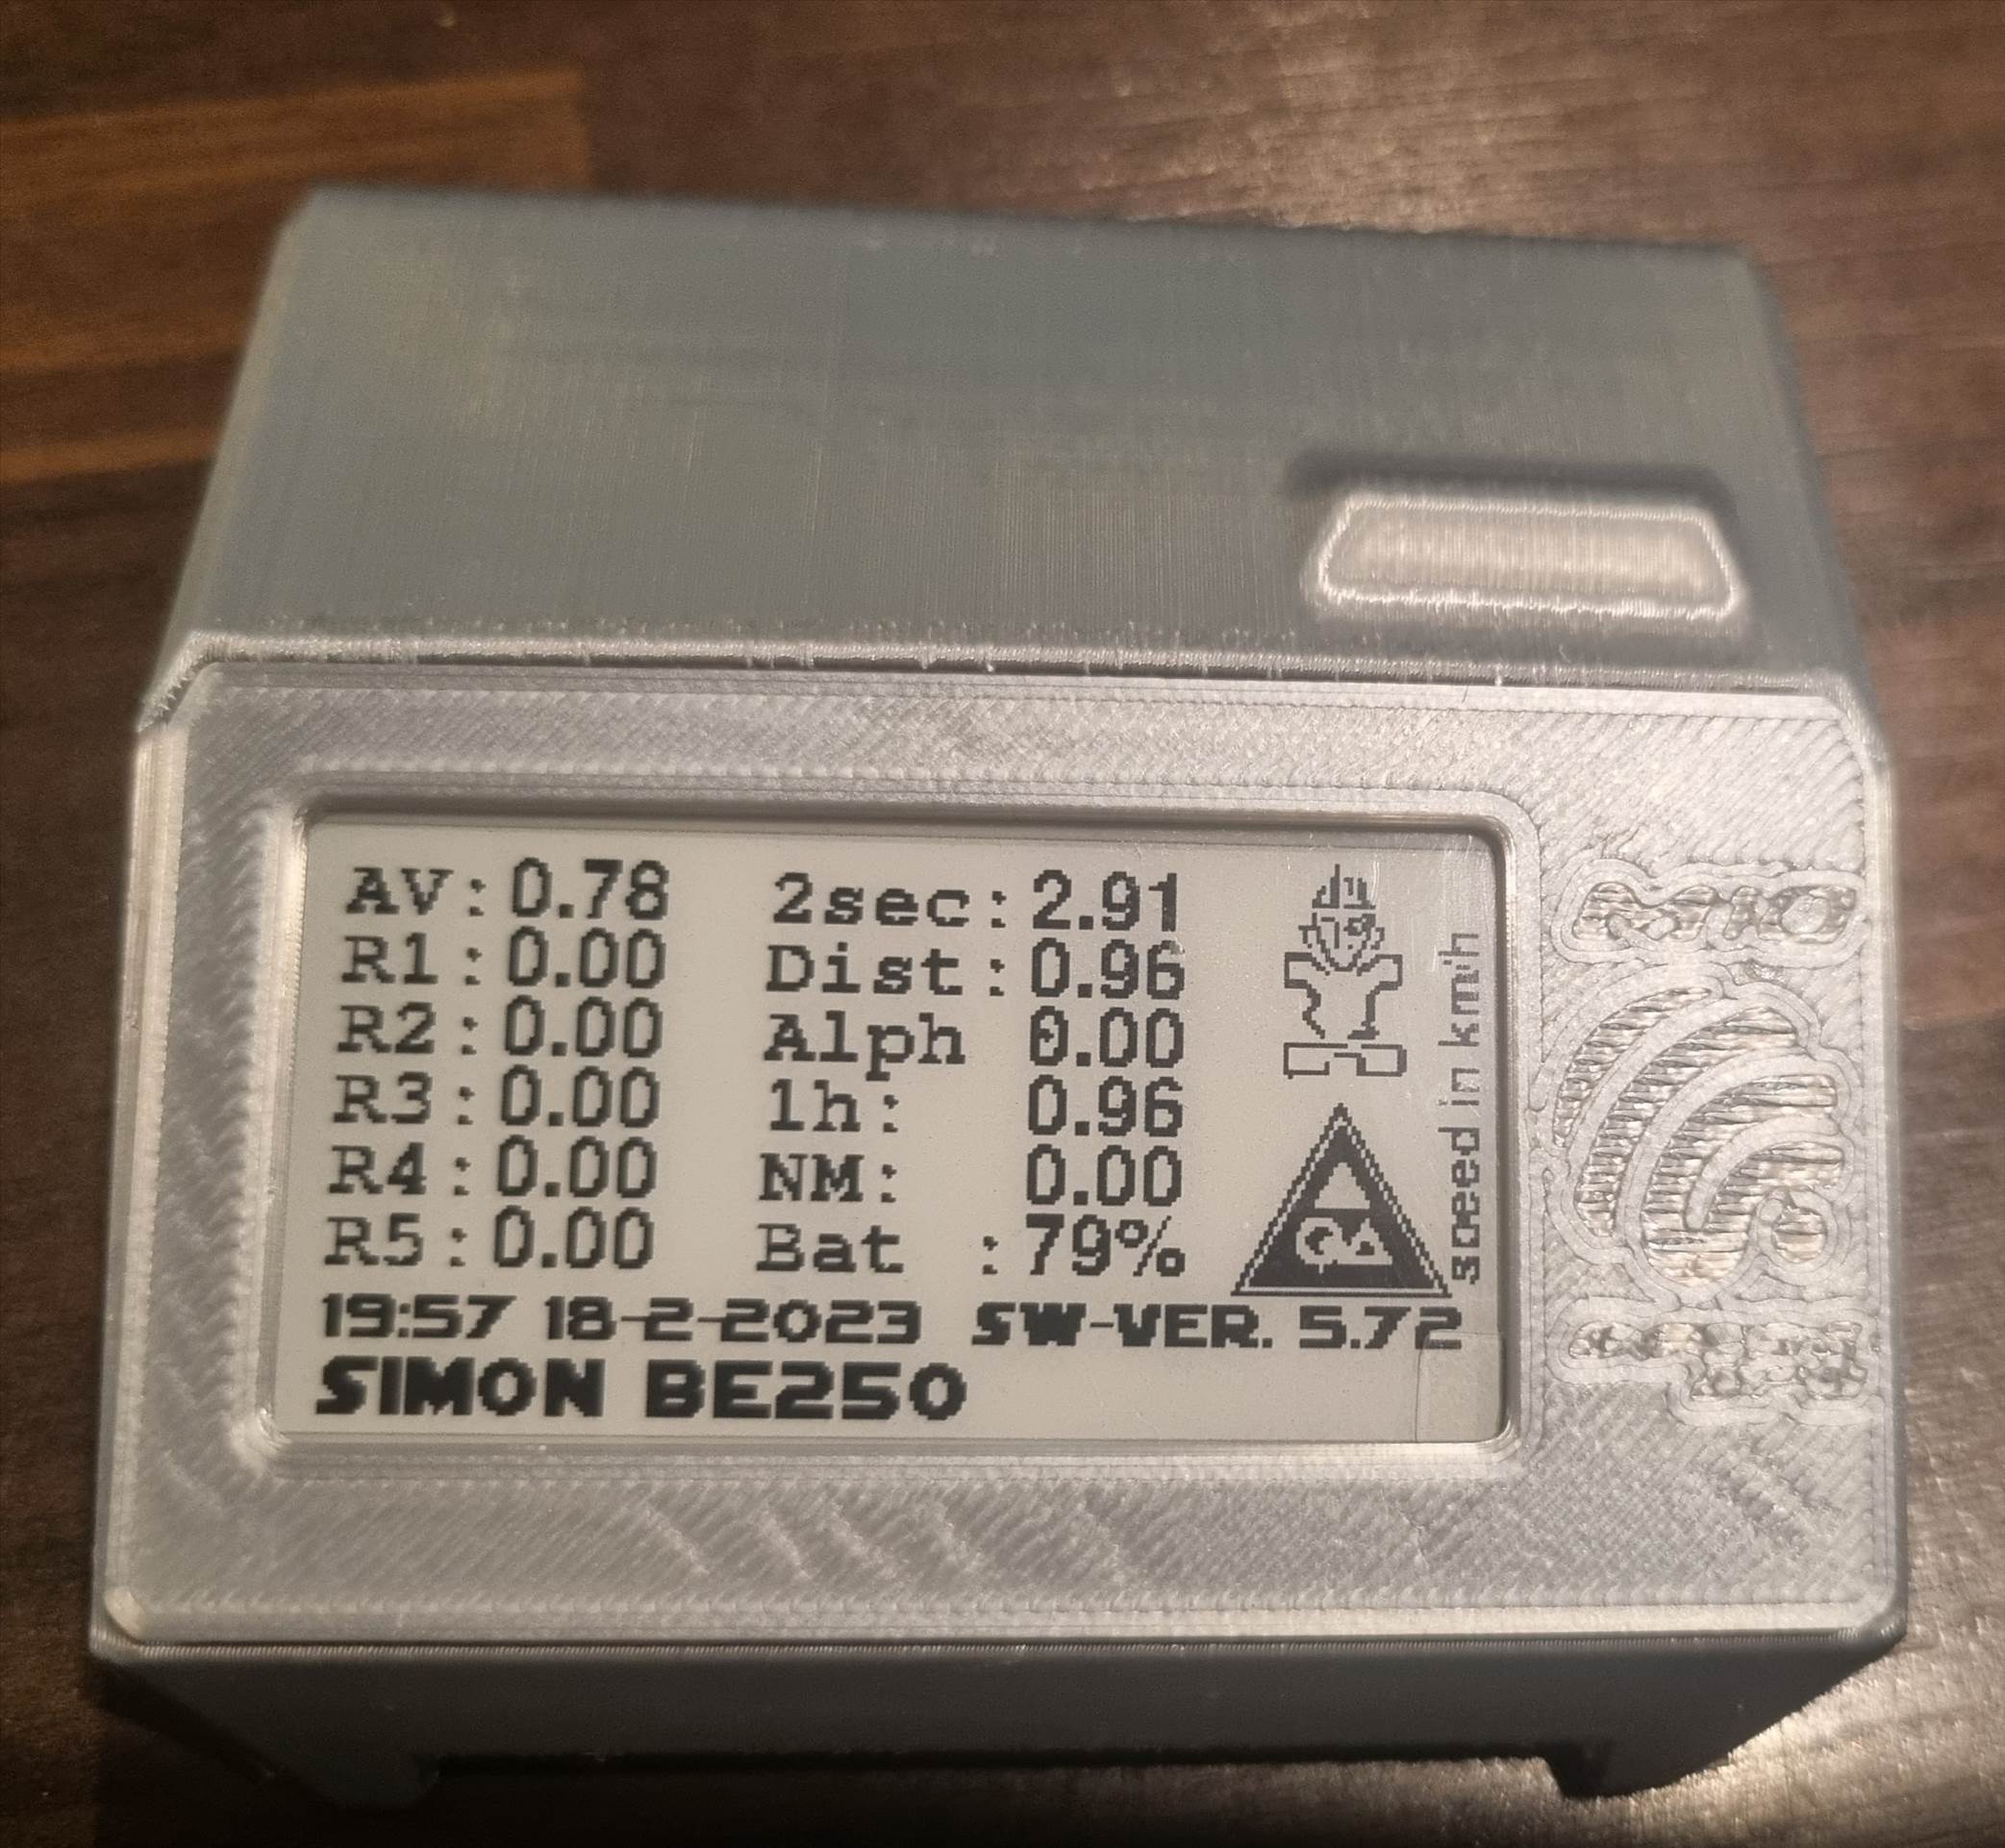 AV: 0.78 2sec: 2.91
R1: 0.00 Dist: 0.96
R2: 0.00 Alph 0.00
R3: 0.00 1h: 0.96
R4: 0.00 NM: 0.00
R5: 0.00 Bat : 79%
speed in km/h
19:57 18-2-2023 SW-VER. 5.72
SIMON BE250